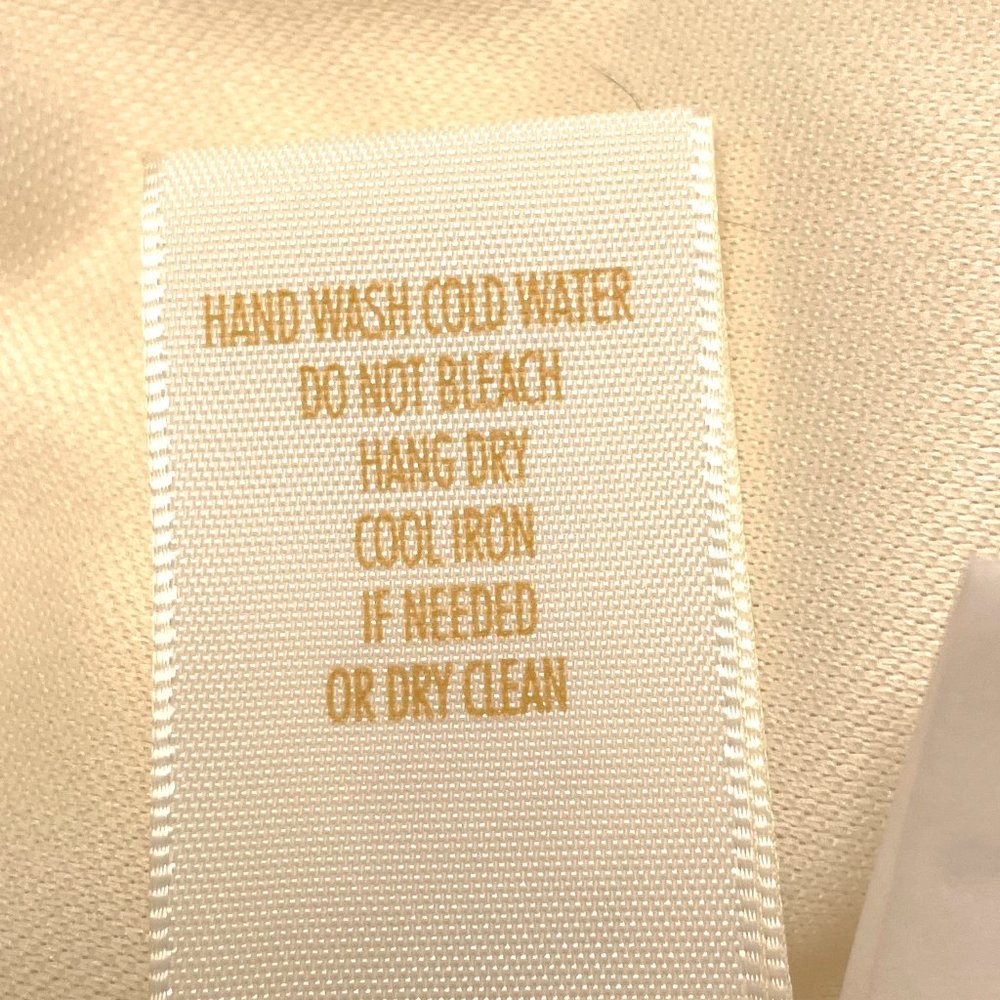 HAND WASH COLD WATER
DO NOT BLEACH
HANG DRY
COOL IRON
IF NEEDED
OR DRY CLEAN